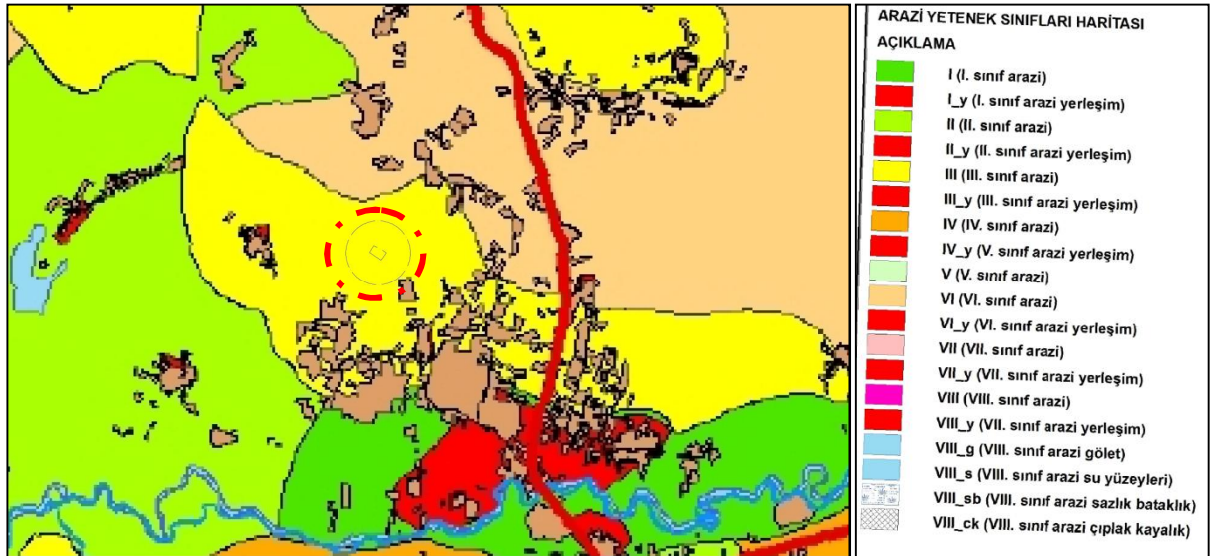 ARAZİ YETENEK SINIFLARI HARİTASI
AÇIKLAMA
I (I. sınıf arazi)
I_y (I. sınıf arazi yerleşim)
II (II. sınıf arazi)
II_y (II. sınıf arazi yerleşim)
III (III. sınıf arazi)
III_y (III. sınıf arazi yerleşim)
IV (IV. sınıf arazi)
IV_y (V. sınıf arazi yerleşim)
V (V. sınıf arazi)
VI (VI. sınıf arazi)
VI_y (VI. sınıf arazi yerleşim)
VII (VII. sınıf arazi)
VII_y (VII. sınıf arazi yerleşim)
VIII (VIII. sınıf arazi)
VIII_y (VII. sınıf arazi yerleşim)
VIII_g (VIII. sınıf arazi gölet)
VIII_s (VIII. sınıf arazi su yüzeyleri)
VIII_sb (VIII. sınıf arazi sazlık bataklık)
VIII_ck (VIII. sınıf arazi çıplak kayalık)